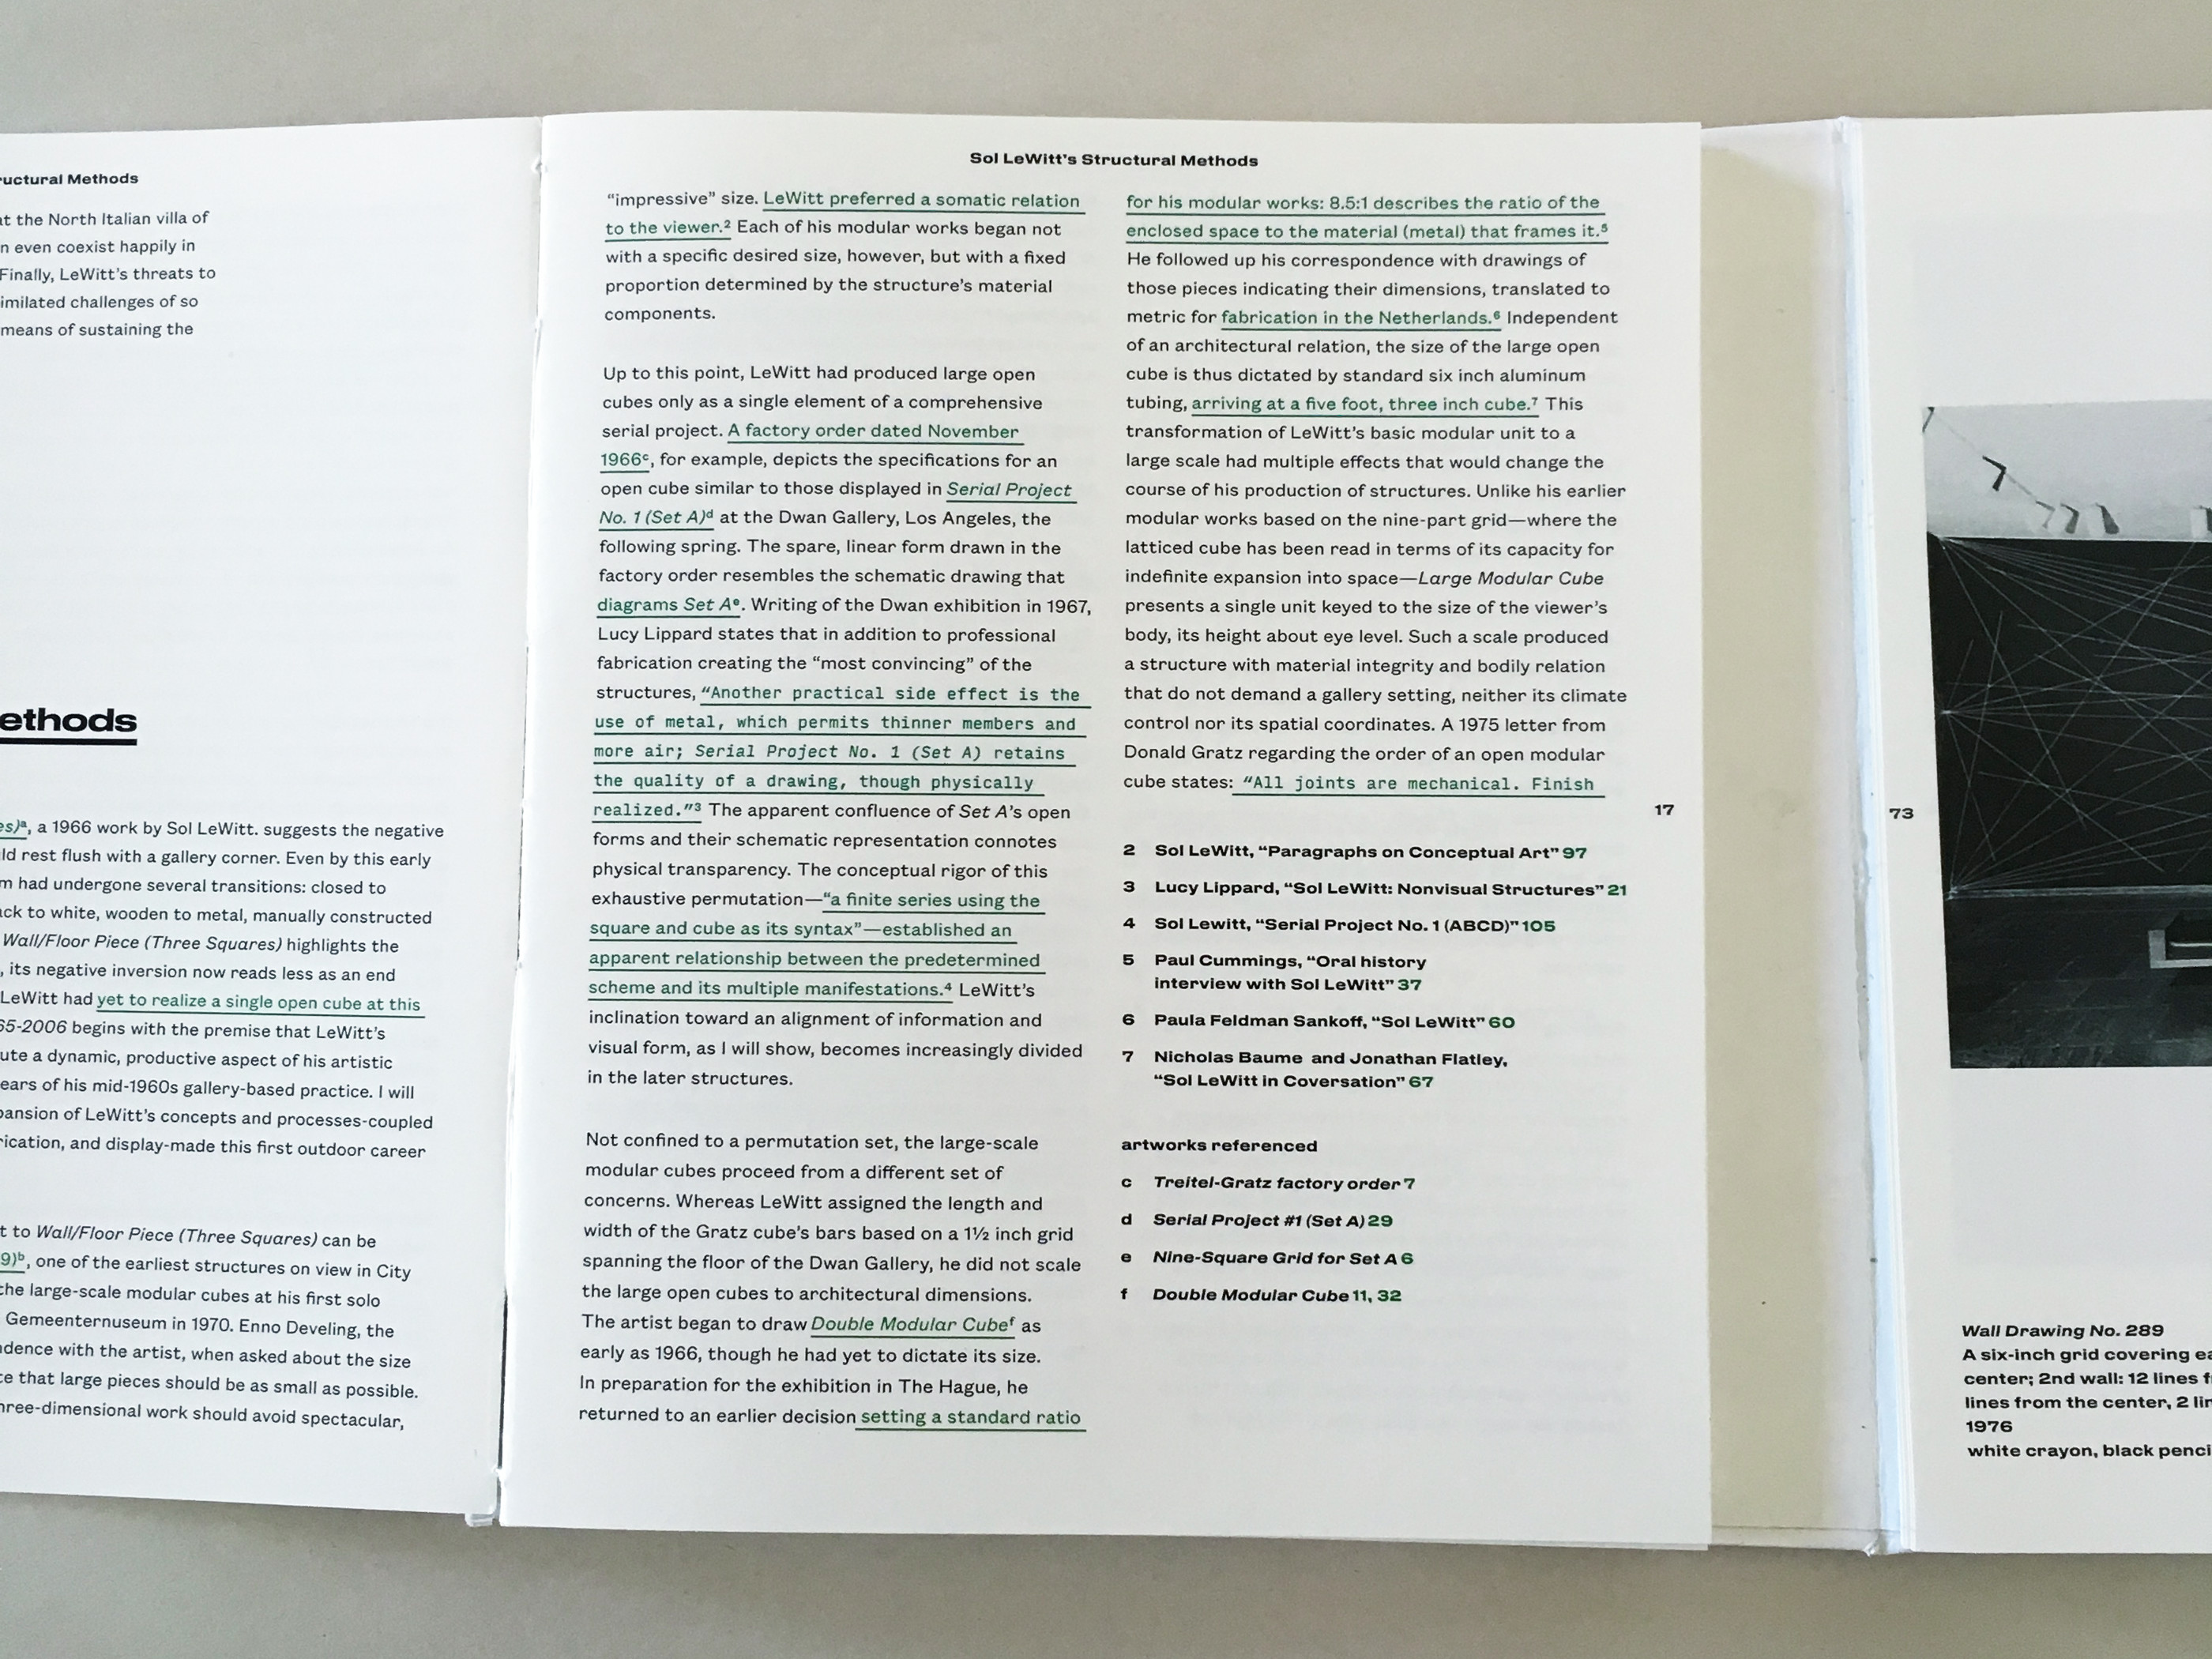 Structural Methods
at the North Italian villa of
even coexist happily in
Finally, LeWitt's threats to
of so
means of sustaining the
ethods
a 1966 work by Sol LeWitt. suggests the negative
rest flush with a gallery corner. Even by this early
had undergone several transitions: closed to
to white, wooden to metal, manually constructed
Wall/Floor Piece (Three Squares) highlights the
, its negative inversion now reads less as an end
LeWitt had yet to realize a single open cube at this
65-2006 begins with the premise that LeWitt's
a dynamic, productive aspect of his artistic
of his mid-1960s gallery-based practice. I will
of LeWitt's concepts and processes-coupled
and display-made this first outdoor career
to Wall/Floor Piece (Three Squares) can be
9)ᵇ, one of the earliest structures on view in City
the large-scale modular cubes at his first solo
Gemeenternuseum in 1970. Enno Develing, the
with the artist, when asked about the size
that large pieces should be as small as possible.
three-dimensional work should avoid spectacular,
Sol LeWitt's Structural Methods
“impressive” size. LeWitt preferred a somatic relation
to the viewer.² Each of his modular works began not
with a specific desired size, however, but with a fixed
proportion determined by the structure's material
components.
Up to this point, LeWitt had produced large open
cubes only as a single element of a comprehensive
serial project. A factory order dated November
1966ᶜ, for example, depicts the specifications for an
open cube similar to those displayed in Serial Project
No. 1 (Set A)ᵈ at the Dwan Gallery, Los Angeles, the
following spring. The spare, linear form drawn in the
factory order resembles the schematic drawing that
diagrams Set Aᵉ. Writing of the Dwan exhibition in 1967,
Lucy Lippard states that in addition to professional
fabrication creating the “most convincing” of the
structures, “Another practical side effect is the
use of metal, which permits thinner members and
more air; Serial Project No. 1 (Set A) retains
the quality of a drawing, though physically
realized.”³ The apparent confluence of Set A's open
forms and their schematic representation connotes
physical transparency. The conceptual rigor of this
exhaustive permutation—“a finite series using the
square and cube as its syntax”—established an
apparent relationship between the predetermined
scheme and its multiple manifestations.⁴ LeWitt's
inclination toward an alignment of information and
visual form, as I will show, becomes increasingly divided
in the later structures.
Not confined to a permutation set, the large-scale
modular cubes proceed from a different set of
concerns. Whereas LeWitt assigned the length and
width of the Gratz cube's bars based on a 1½ inch grid
spanning the floor of the Dwan Gallery, he did not scale
the large open cubes to architectural dimensions.
The artist began to draw Double Modular Cubeᶠ as
early as 1966, though he had yet to dictate its size.
In preparation for the exhibition in The Hague, he
returned to an earlier decision setting a standard ratio
for his modular works: 8.5:1 describes the ratio of the
enclosed space to the material (metal) that frames it.⁵
He followed up his correspondence with drawings of
those pieces indicating their dimensions, translated to
metric for fabrication in the Netherlands.⁶ Independent
of an architectural relation, the size of the large open
cube is thus dictated by standard six inch aluminum
tubing, arriving at a five foot, three inch cube.⁷ This
transformation of LeWitt's basic modular unit to a
large scale had multiple effects that would change the
course of his production of structures. Unlike his earlier
modular works based on the nine-part grid—where the
latticed cube has been read in terms of its capacity for
indefinite expansion into space—Large Modular Cube
presents a single unit keyed to the size of the viewer's
body, its height about eye level. Such a scale produced
a structure with material integrity and bodily relation
that do not demand a gallery setting, neither its climate
control nor its spatial coordinates. A 1975 letter from
Donald Gratz regarding the order of an open modular
cube states: “All joints are mechanical. Finish
17
2 Sol LeWitt, “Paragraphs on Conceptual Art” 97
3 Lucy Lippard, “Sol LeWitt: Nonvisual Structures” 21
4 Sol Lewitt, “Serial Project No. 1 (ABCD)” 105
5 Paul Cummings, “Oral history
interview with Sol LeWitt” 37
6 Paula Feldman Sankoff, “Sol LeWitt” 60
7 Nicholas Baume and Jonathan Flatley,
“Sol LeWitt in Coversation” 67
artworks referenced
c Treitel-Gratz factory order 7
d Serial Project #1 (Set A) 29
e Nine-Square Grid for Set A 6
f Double Modular Cube 11, 32
73
Wall Drawing No. 289
A six-inch grid covering
center; 2nd wall: 12 lines
lines from the center, 2
1976
white crayon, black